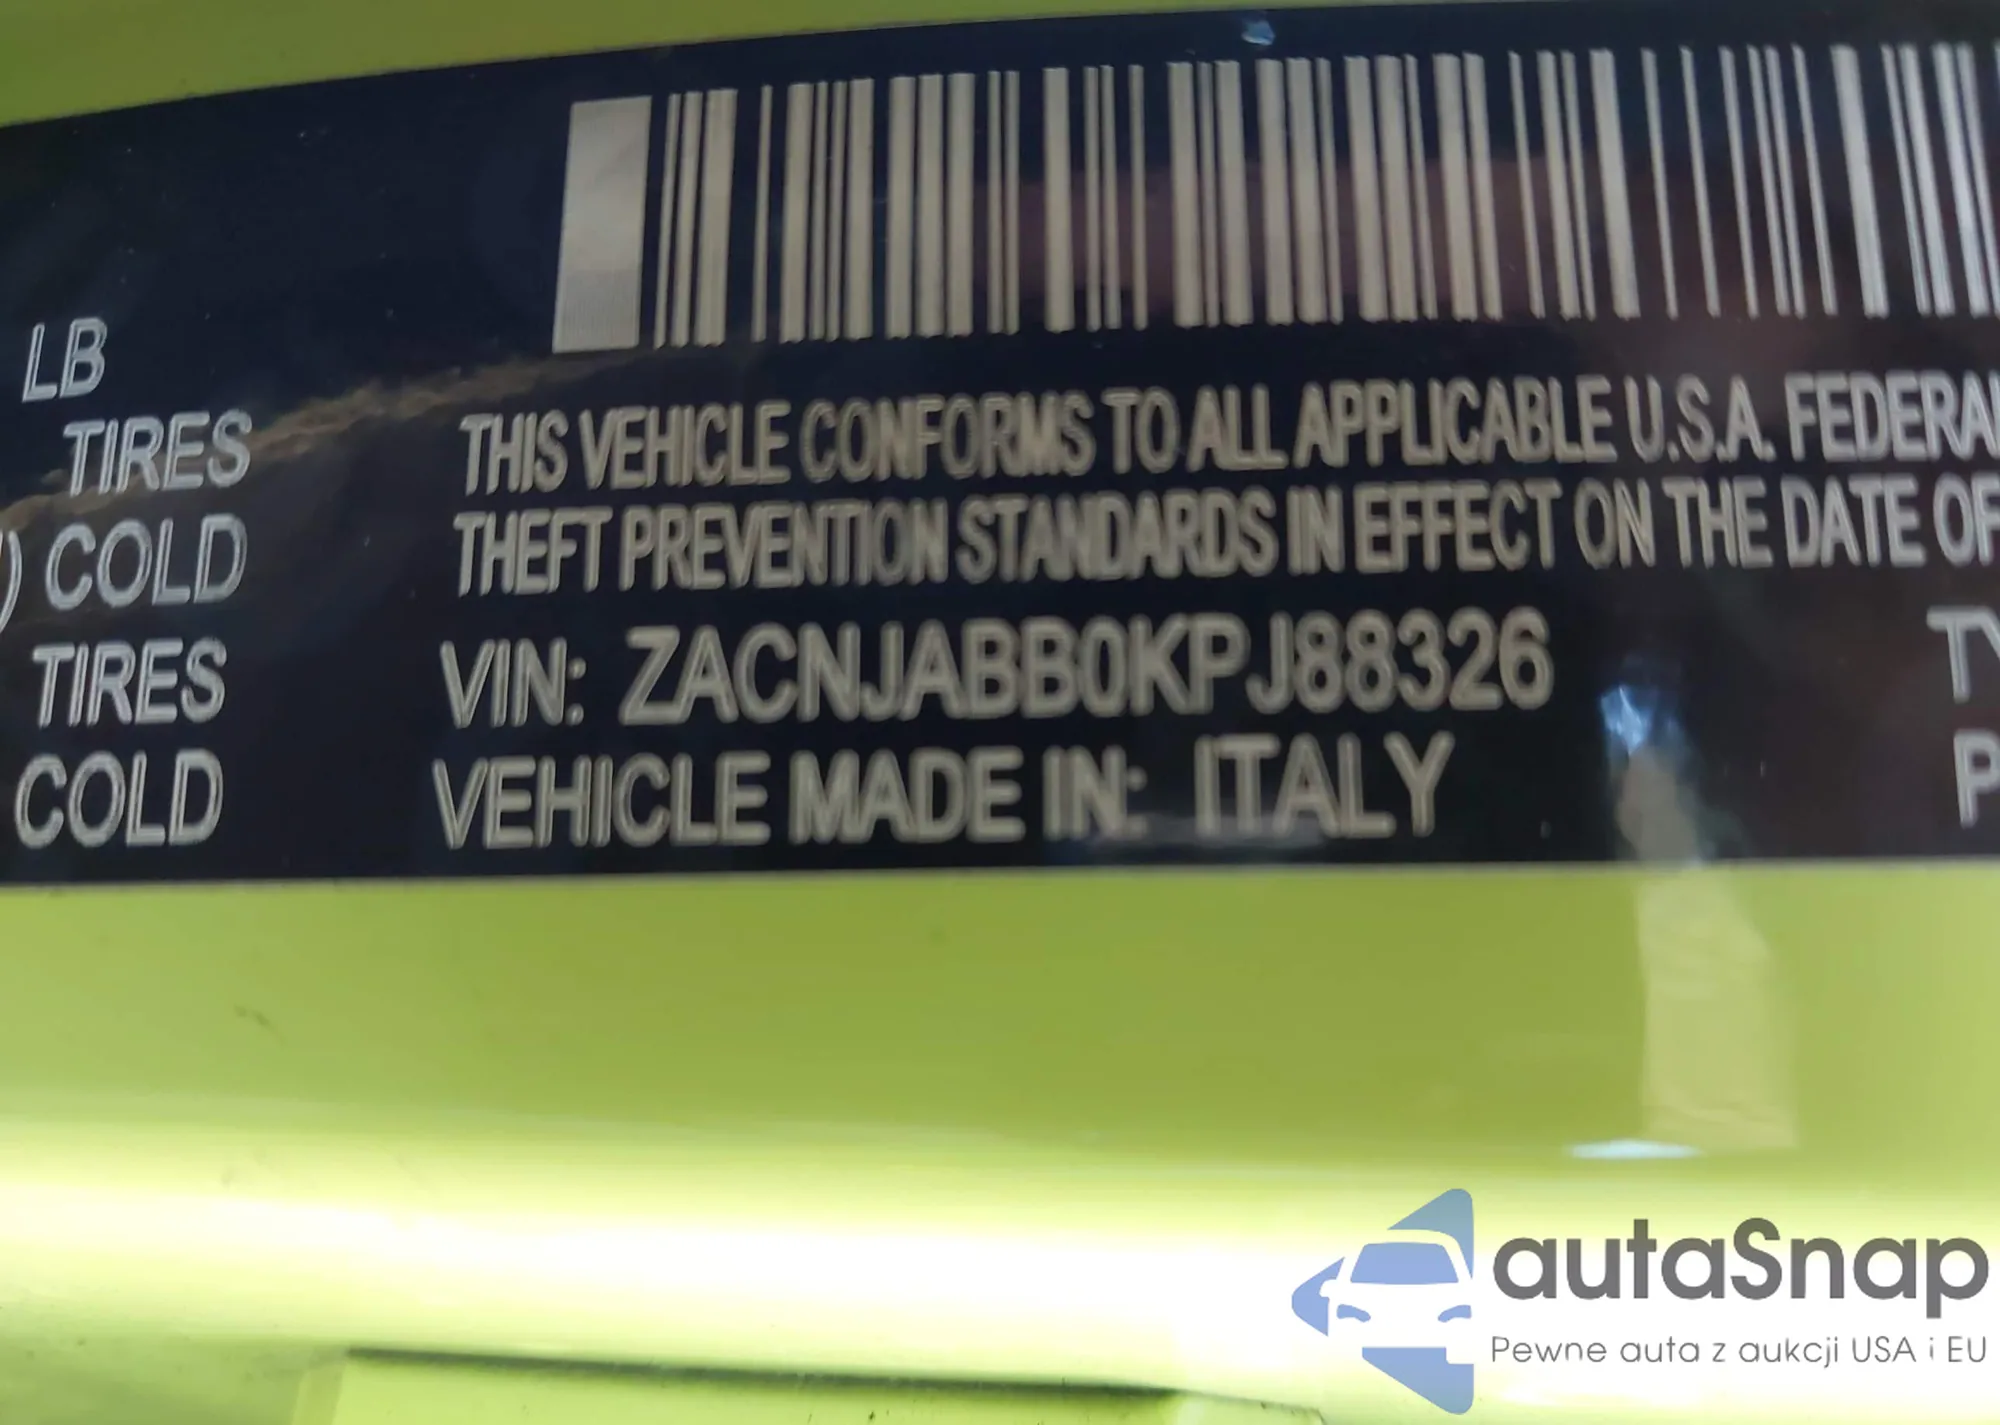 LB
TIRES
) COLD
TIRES
COLD
THIS VEHICLE CONFORMS TO ALL APPLICABLE U.S.A. FEDERAL
THEFT PREVENTION STANDARDS IN EFFECT ON THE DATE OF
VIN: ZACNJABB0KPJ88326
VEHICLE MADE IN: ITALY
TY
P
autaSnap
Pewne auta z aukcji USA i EU